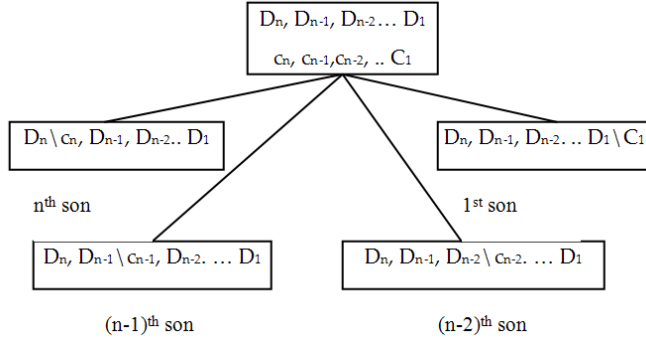 Dn, Dn-1, Dn-2... D1
cn, cn-1,cn-2, .. C1
Dn\cn, Dn-1, Dn-2.. D1
Dn, Dn-1, Dn-2. .. D1\C1
nth son
1st son
Dn, Dn-1\cn-1, Dn-2. ... D1
Dn, Dn-1, Dn-2\cn-2. ... D1
(n-1)th son
(n-2)th son